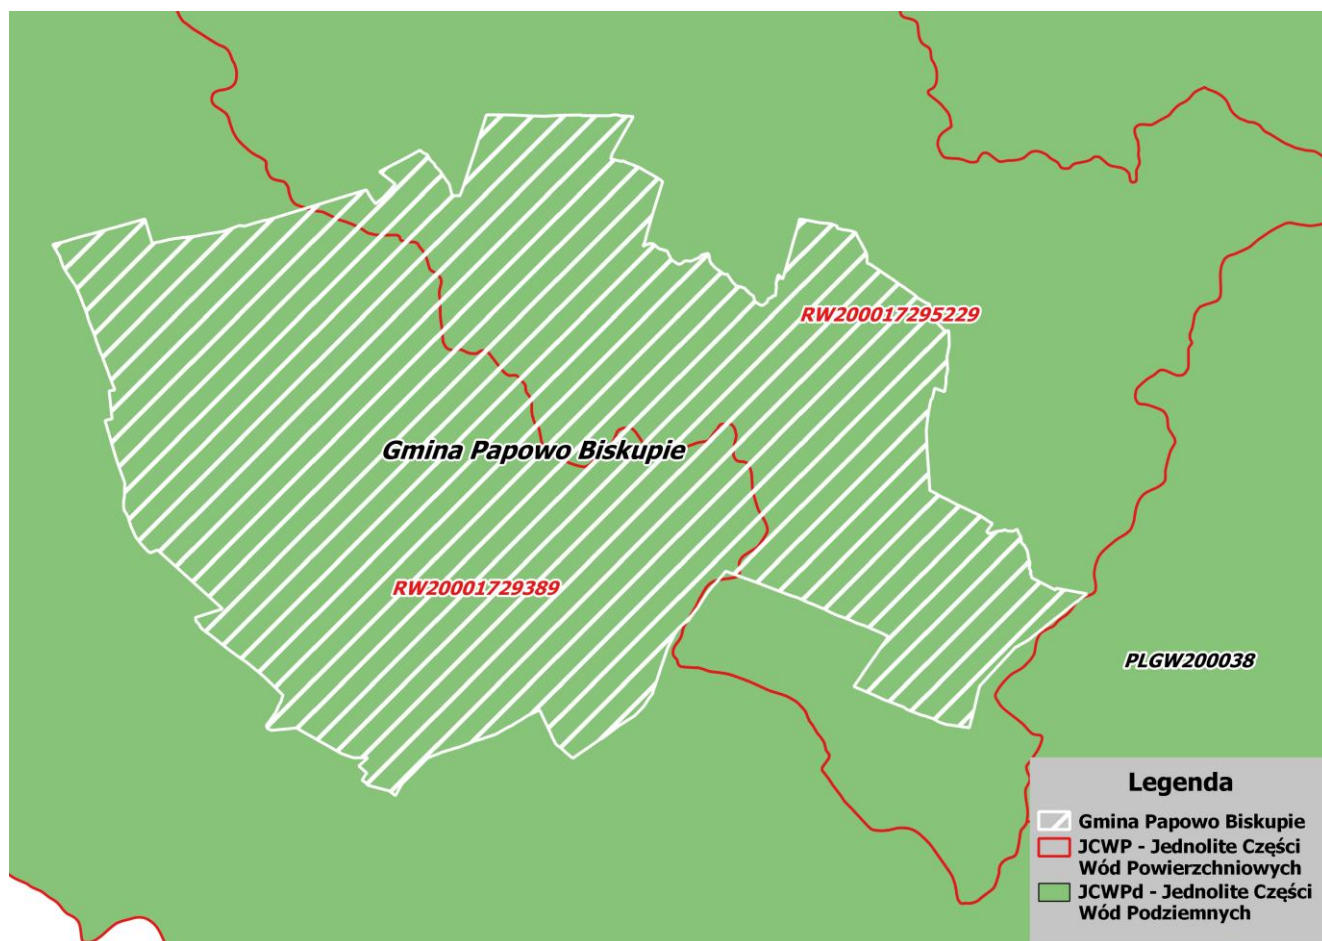 RW200017295229
Gmina Papowo Biskupie
RW20001729389
PLGW200038
Legenda
Gmina Papowo Biskupie
JCWP - Jednolite Części
Wód Powierzchniowych
JCWPd - Jednolite Części
Wód Podziemnych